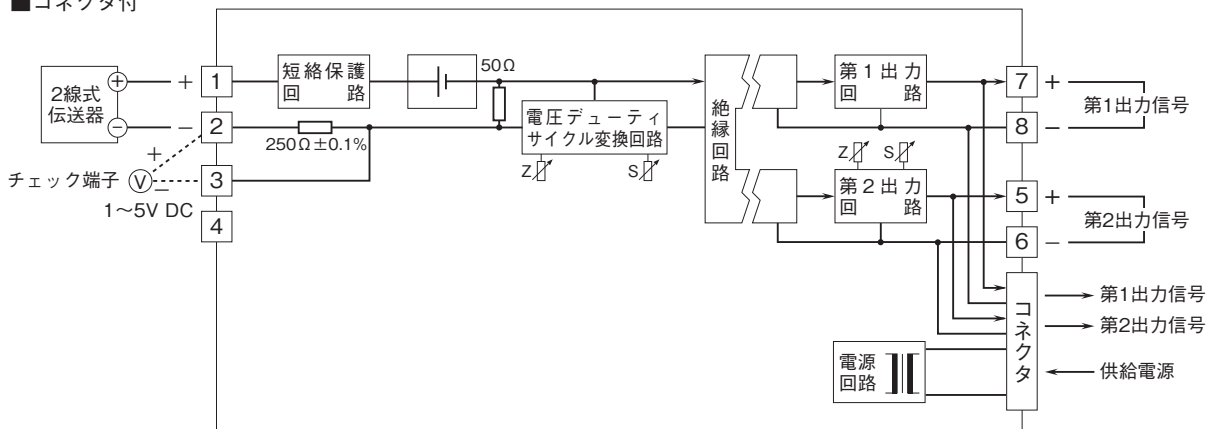 ■コネクタ付
2線式
伝送器
+
−
+
−
1
2
3
4
短絡保護
回路
50Ω
250Ω±0.1%
+
−
V
チェック端子
1〜5V DC
電圧デューティ
サイクル変換回路
Z
S
絶縁回路
第1出力
回路
Z
S
第2出力
回路
7
8
5
6
+
−
第1出力信号
+
−
第2出力信号
コネクタ
第1出力信号
第2出力信号
供給電源
電源
回路